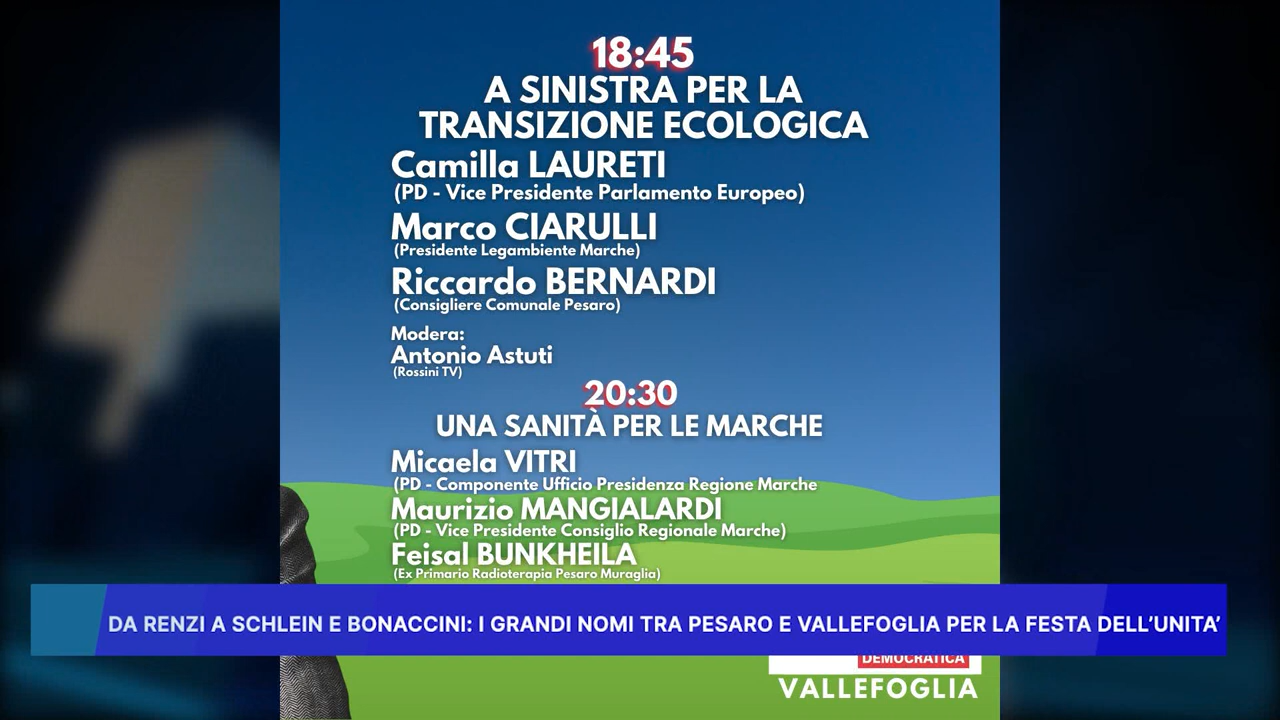 18:45
A SINISTRA PER LA
TRANSIZIONE ECOLOGICA
Camilla LAURETI
(PD - Vice Presidente Parlamento Europeo)
Marco CIARULLI
(Presidente Legambiente Marche)
Riccardo BERNARDI
(Consigliere Comunale Pesaro)
Modera:
Antonio Astuti
(Rossini TV)
20:30
UNA SANITÀ PER LE MARCHE
Micaela VITRI
(PD - Componente Ufficio Presidenza Regione Marche
Maurizio MANGIALARDI
(PD - Vice Presidente Consiglio Regionale Marche)
Feisal BUNKHEILA
(Ex Primario Radioterapia Pesaro Muraglia)
DA RENZI A SCHLEIN E BONACCINI: I GRANDI NOMI TRA PESARO E VALLEFOGLIA PER LA FESTA DELL'UNITA'
DEMOCRATICA
VALLEFOGLIA